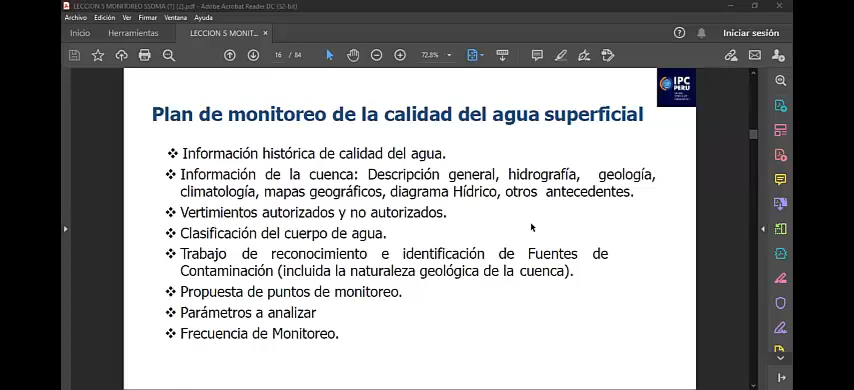 LECCION 5 MONITOREO SSOMA (1) (2).pdf - Adobe Acrobat Reader DC (32-bit)
Archivo Edición Ver Firmar Ventana Ayuda
Inicio Herramientas LECCION 5 MONIT... × Iniciar sesión
16 / 84 72.8%
IPC
PERU
Plan de monitoreo de la calidad del agua superficial
❖ Información histórica de calidad del agua.
❖ Información de la cuenca: Descripción general, hidrografía, geología,
climatología, mapas geográficos, diagrama Hídrico, otros antecedentes.
❖ Vertimientos autorizados y no autorizados.
❖ Clasificación del cuerpo de agua.
❖ Trabajo de reconocimiento e identificación de Fuentes de
Contaminación (incluida la naturaleza geológica de la cuenca).
❖ Propuesta de puntos de monitoreo.
❖ Parámetros a analizar
❖ Frecuencia de Monitoreo.